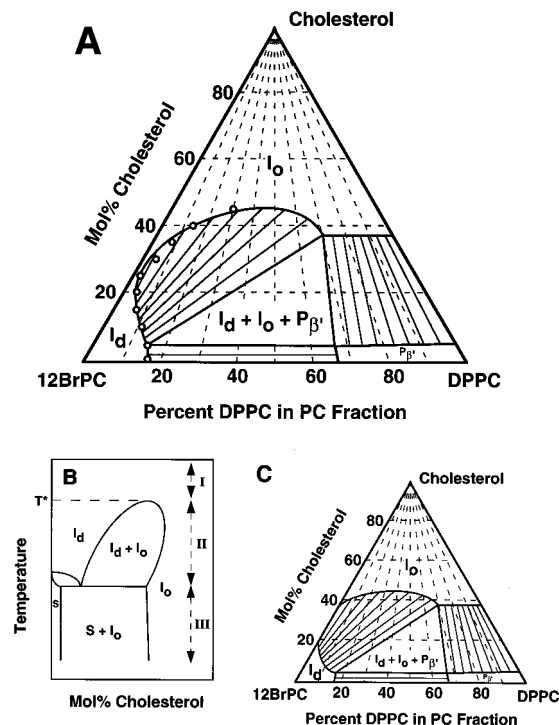 A
Cholesterol
80
Mol% Cholesterol
60
lo
40
20
ld
ld + lo + Pβ'
Pβ'
12BrPC
20
40
60
80
DPPC
Percent DPPC in PC Fraction
B
T*
I
ld
ld + lo
II
Temperature
S
lo
S + lo
III
Mol% Cholesterol
C
Cholesterol
80
Mol% Cholesterol
60
lo
40
20
ld
ld + lo + Pβ'
Pβ'
12BrPC
20
40
60
80
DPPC
Percent DPPC in PC Fraction